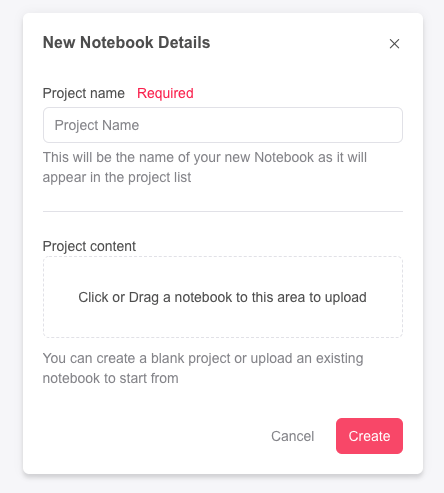 New Notebook Details
Project name Required
Project Name
This will be the name of your new Notebook as it will
appear in the project list
Project content
Click or Drag a notebook to this area to upload
You can create a blank project or upload an existing
notebook to start from
Cancel Create